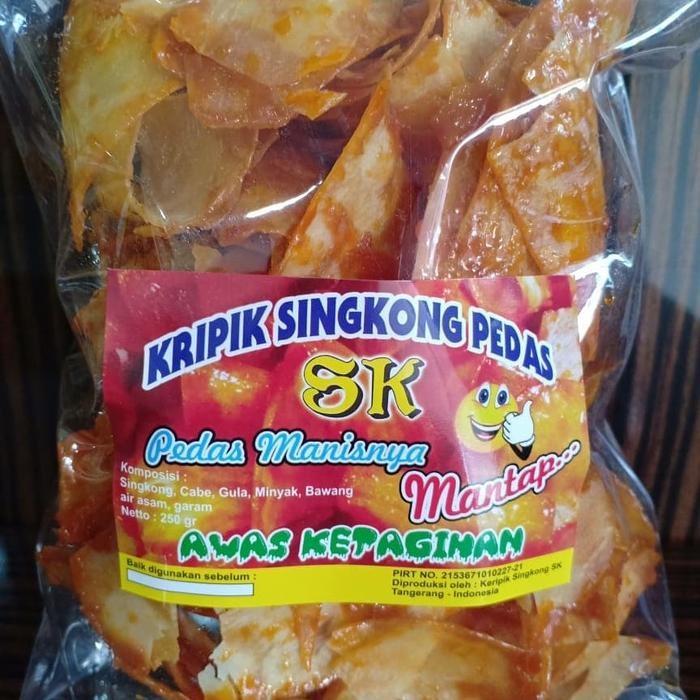 KRIPIK SINGKONG PEDAS
SK
Pedas Manisnya
Mantap...
Komposisi :
Singkong, Cabe, Gula, Minyak, Bawang
air asam, garam
Netto : 250 gr
AWAS KETAGIHAN
Baik digunakan sebelum :
PIRT NO. 2153671010227-21
Diproduksi oleh : Keripik Singkong SK
Tangerang - Indonesia